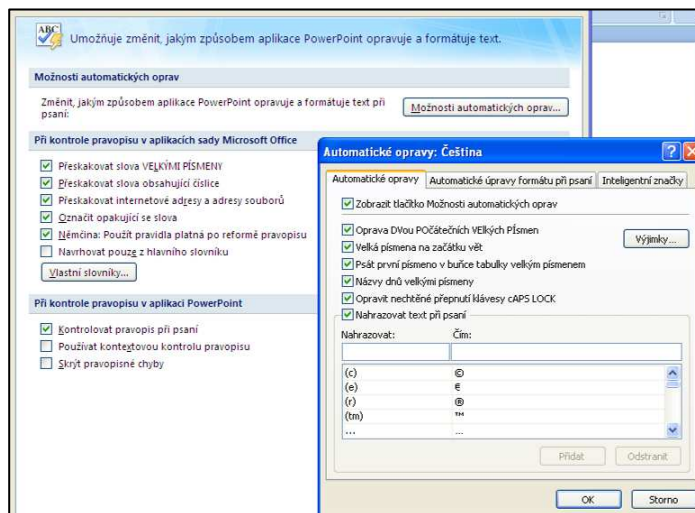 ABC
Umožňuje změnit, jakým způsobem aplikace PowerPoint opravuje a formátuje text.
Možnosti automatických oprav
Změnit, jakým způsobem aplikace PowerPoint opravuje a formátuje text při psaní:
Možnosti automatických oprav...
Při kontrole pravopisu v aplikacích sady Microsoft Office
Přeskakovat slova VELKÝMI PÍSMENY
Přeskakovat slova obsahující číslice
Přeskakovat internetové adresy a adresy souborů
Označit opakující se slova
Němčina: Použít pravidla platná po reformě pravopisu
Navrhovat pouze z hlavního slovníku
Vlastní slovníky...
Při kontrole pravopisu v aplikaci PowerPoint
Kontrolovat pravopis při psaní
Používat kontextovou kontrolu pravopisu
Skrýt pravopisné chyby
Automatické opravy: Čeština
Automatické opravy
Automatické úpravy formátu při psaní
Inteligentní značky
Zobrazit tlačítko Možnosti automatických oprav
Oprava DVou POčátečních VElkých PÍsmen
Výjimky...
Velká písmena na začátku vět
Psát první písmeno v buňce tabulky velkým písmenem
Názvy dnů velkými písmeny
Opravit nechtěné přepnutí klávesy cAPS LOCK
Nahrazovat text při psaní
Nahrazovat: Čím:
(c) ©
(e) €
(r) ®
(tm) ™
... ...
Přidat
Odstranit
OK
Storno